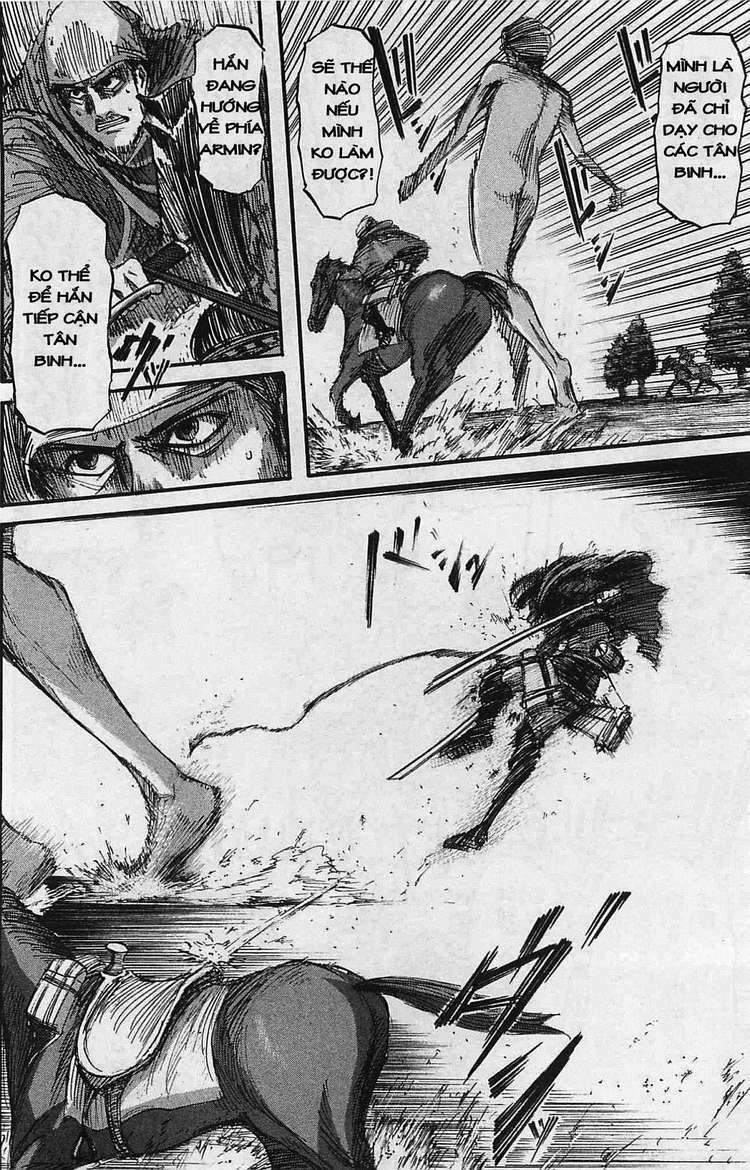 MÌNH LÀ
NGƯỜI
ĐÃ CHỈ
DẠY CHO
CÁC TÂN
BINH...
SẼ THẾ
NÀO
NẾU
MÌNH
KO LÀM
ĐƯỢC?!
HẮN
ĐANG
HƯỚNG
VỀ PHÍA
ARMIN?
KO THỂ
ĐỂ HẮN
TIẾP CẬN
TÂN
BINH...